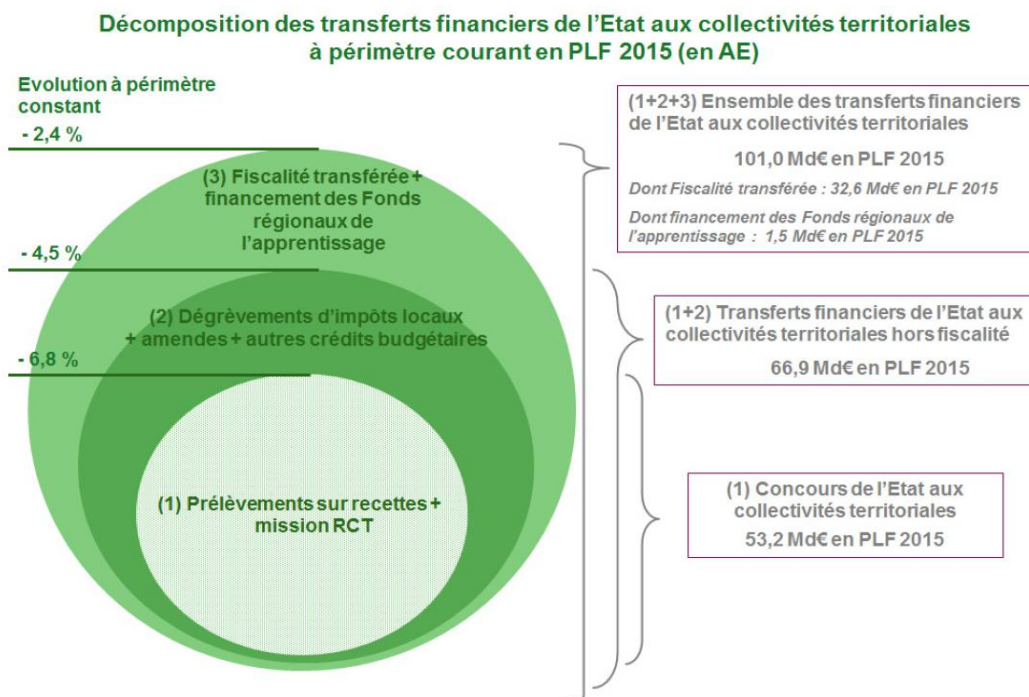 Décomposition des transferts financiers de l'Etat aux collectivités territoriales
à périmètre courant en PLF 2015 (en AE)
Evolution à périmètre
constant
- 2,4 %
(3) Fiscalité transférée +
financement des Fonds
régionaux de
l'apprentissage
- 4,5 %
(2) Dégrèvements d'impôts locaux
+ amendes + autres crédits budgétaires
- 6,8 %
(1) Prélèvements sur recettes +
mission RCT
(1+2+3) Ensemble des transferts financiers
de l'Etat aux collectivités territoriales
101,0 Md€ en PLF 2015
Dont Fiscalité transférée : 32,6 Md€ en PLF 2015
Dont financement des Fonds régionaux de
l'apprentissage : 1,5 Md€ en PLF 2015
(1+2) Transferts financiers de l'Etat aux
collectivités territoriales hors fiscalité
66,9 Md€ en PLF 2015
(1) Concours de l'Etat aux
collectivités territoriales
53,2 Md€ en PLF 2015